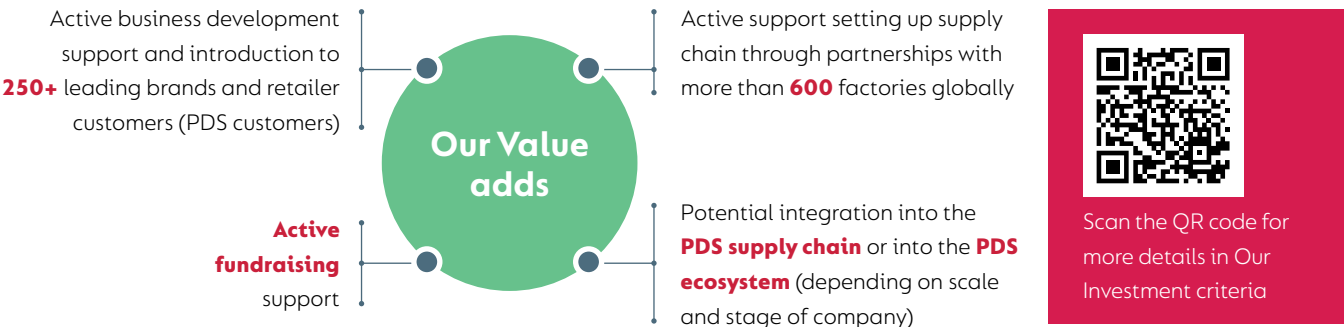 Active business development
support and introduction to
250+ leading brands and retailer
customers (PDS customers)
Active support setting up supply
chain through partnerships with
more than 600 factories globally
Our Value
adds
Active
fundraising
support
Potential integration into the
PDS supply chain or into the PDS
ecosystem (depending on scale
and stage of company)
Scan the QR code for
more details in Our
Investment criteria